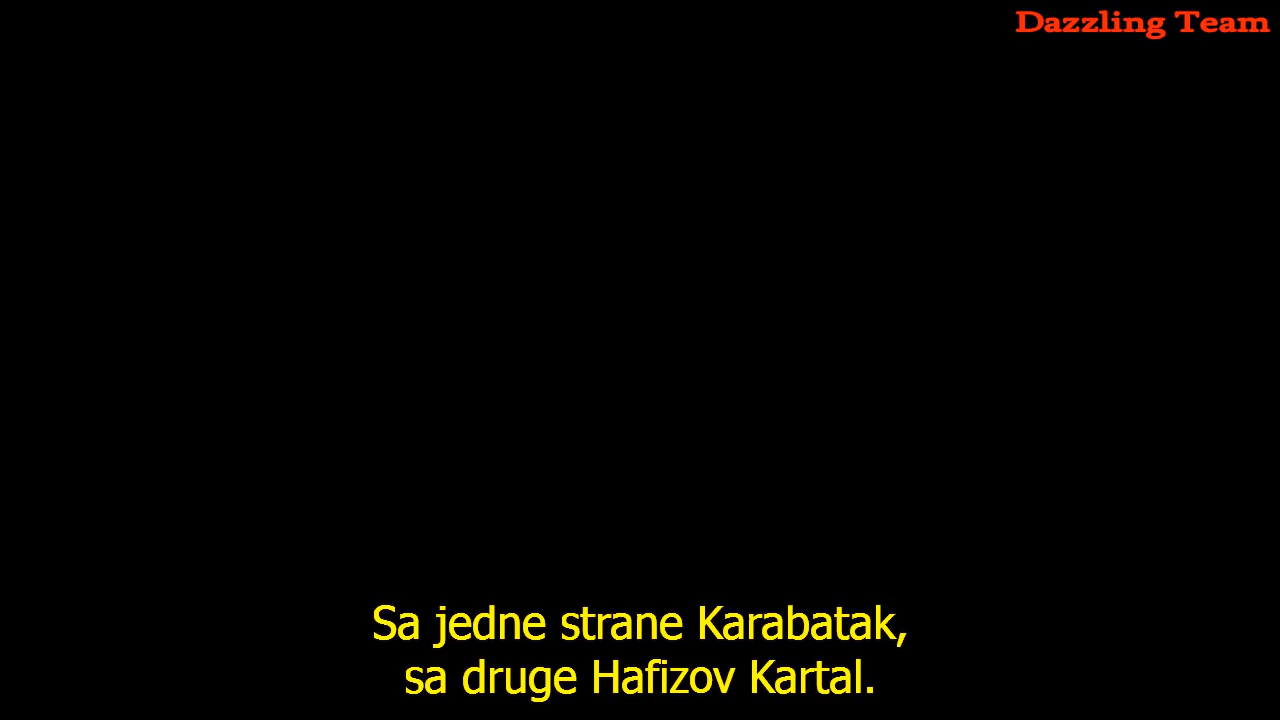 Dazzling Team
Sa jedne strane Karabatak,
sa druge Hafizov Kartal.